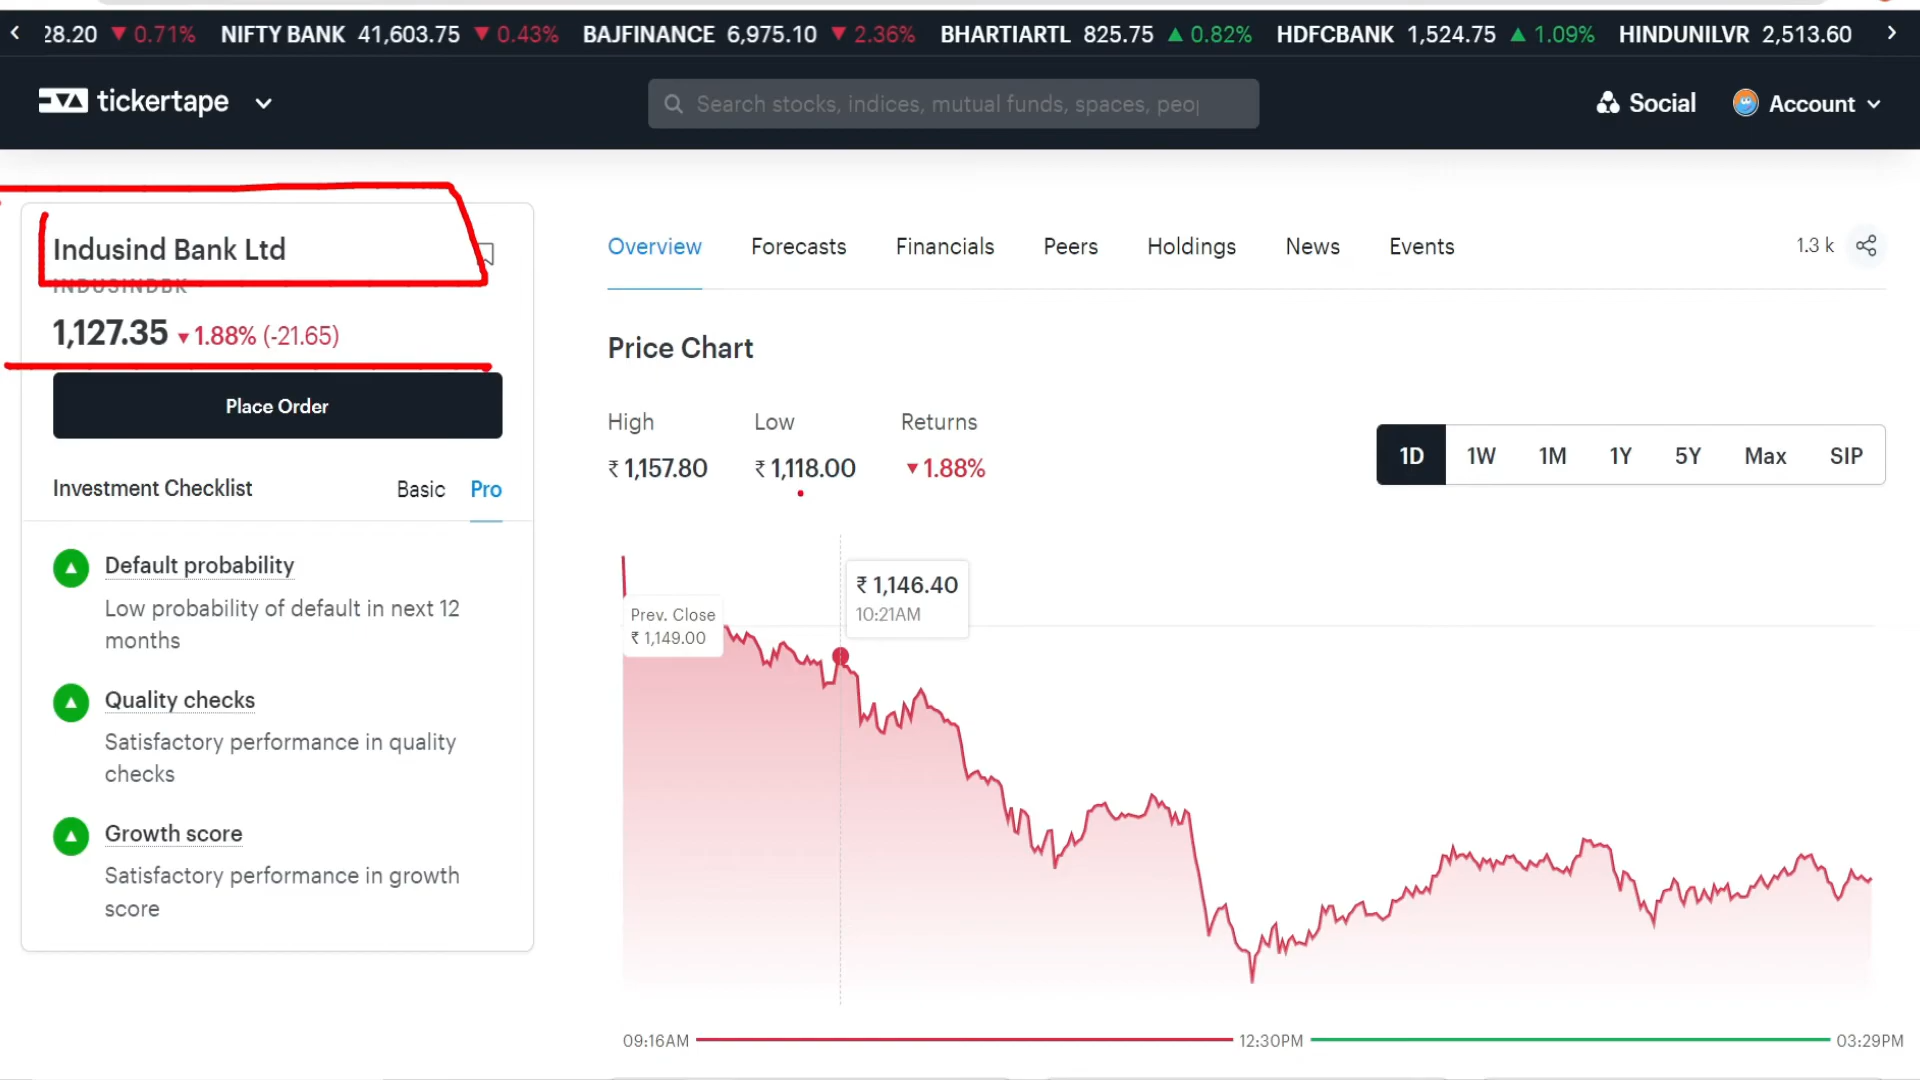 28.20 ▼ 0.71% NIFTY BANK 41,603.75 ▼ 0.43% BAJFINANCE 6,975.10 ▼ 2.36% BHARTIARTL 825.75 ▲ 0.82% HDFCBANK 1,524.75 ▲ 1.09% HINDUNILVR 2,513.60
tickertape
Search stocks, indices, mutual funds, spaces, peop
Social
Account
Indusind Bank Ltd
INDUSINDBK
1,127.35 ▼1.88% (-21.65)
Place Order
Investment Checklist Basic Pro
Default probability
Low probability of default in next 12
months
Quality checks
Satisfactory performance in quality
checks
Growth score
Satisfactory performance in growth
score
Overview Forecasts Financials Peers Holdings News Events 1.3 k
Price Chart
High Low Returns
₹ 1,157.80 ₹ 1,118.00 ▼1.88%
1D 1W 1M 1Y 5Y Max SIP
₹ 1,146.40
10:21AM
Prev. Close
₹ 1,149.00
09:16AM 12:30PM 03:29PM